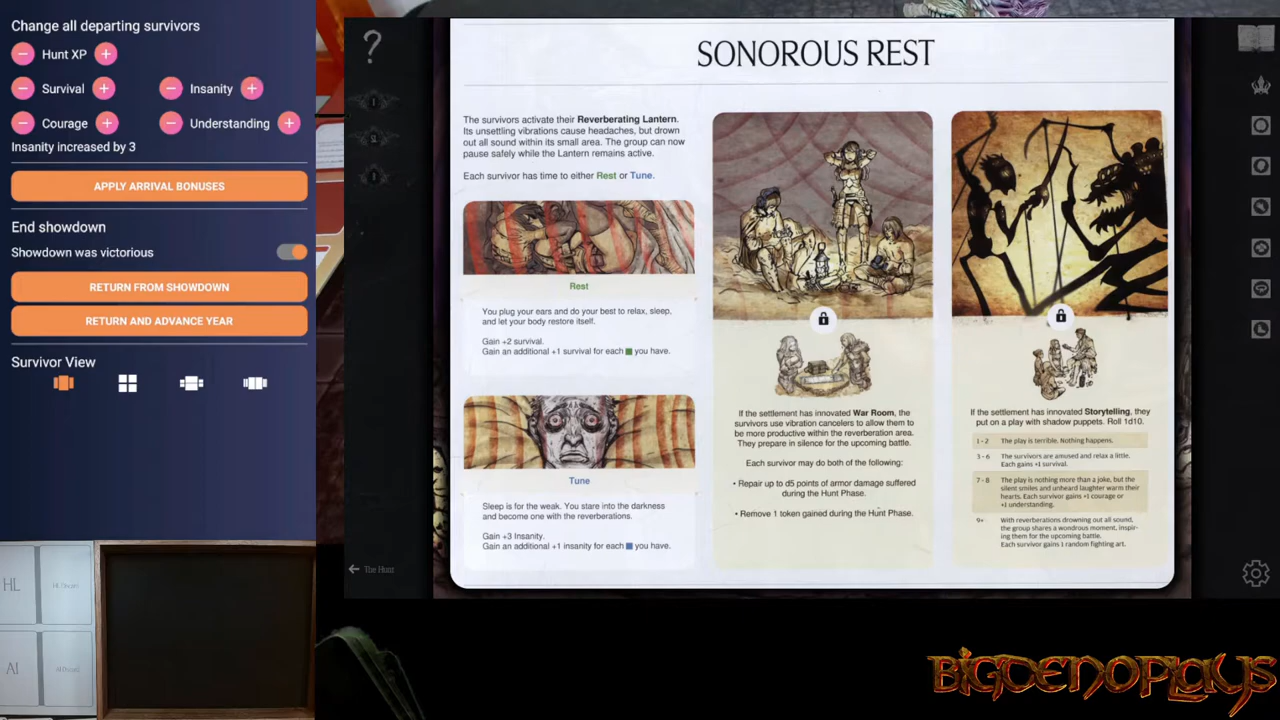 Change all departing survivors
− Hunt XP +
− Survival + − Insanity +
− Courage + − Understanding +
Insanity increased by 3
APPLY ARRIVAL BONUSES
End showdown
Showdown was victorious
RETURN FROM SHOWDOWN
RETURN AND ADVANCE YEAR
Survivor View
HL
AI
?
The Hunt
SONOROUS REST
The survivors activate their Reverberating Lantern.
Its unsettling vibrations cause headaches, but drown
out all sound within its small area. The group can now
pause safely while the Lantern remains active.
Each survivor has time to either Rest or Tune.
Rest
You plug your ears and do your best to relax, sleep,
and let your body restore itself.
Gain +2 survival.
Gain an additional +1 survival for each you have.
Tune
Sleep is for the weak. You stare into the darkness
and become one with the reverberations.
Gain +3 Insanity.
Gain an additional +1 insanity for each you have.
If the settlement has innovated War Room, the
survivors use vibration cancelers to allow them to
be more productive within the reverberation area.
They prepare in silence for the upcoming battle.
Each survivor may do both of the following:
• Repair up to d5 points of armor damage suffered
during the Hunt Phase.
• Remove 1 token gained during the Hunt Phase.
If the settlement has innovated Storytelling, they
put on a play with shadow puppets. Roll 1d10.
1 - 2 The play is terrible. Nothing happens.
3 - 6 The survivors are amused and relax a little.
Each gains +1 survival.
7 - 8 The play is nothing more than a joke, but the
silent smiles and unheard laughter warms their
hearts. Each survivor gains +1 courage or
+1 understanding.
9+ With reverberations drowning out all sound,
the group shares a wondrous moment, inspir-
ing them for the upcoming battle.
Each survivor gains 1 random fighting art.
BIGDENOPLAYS